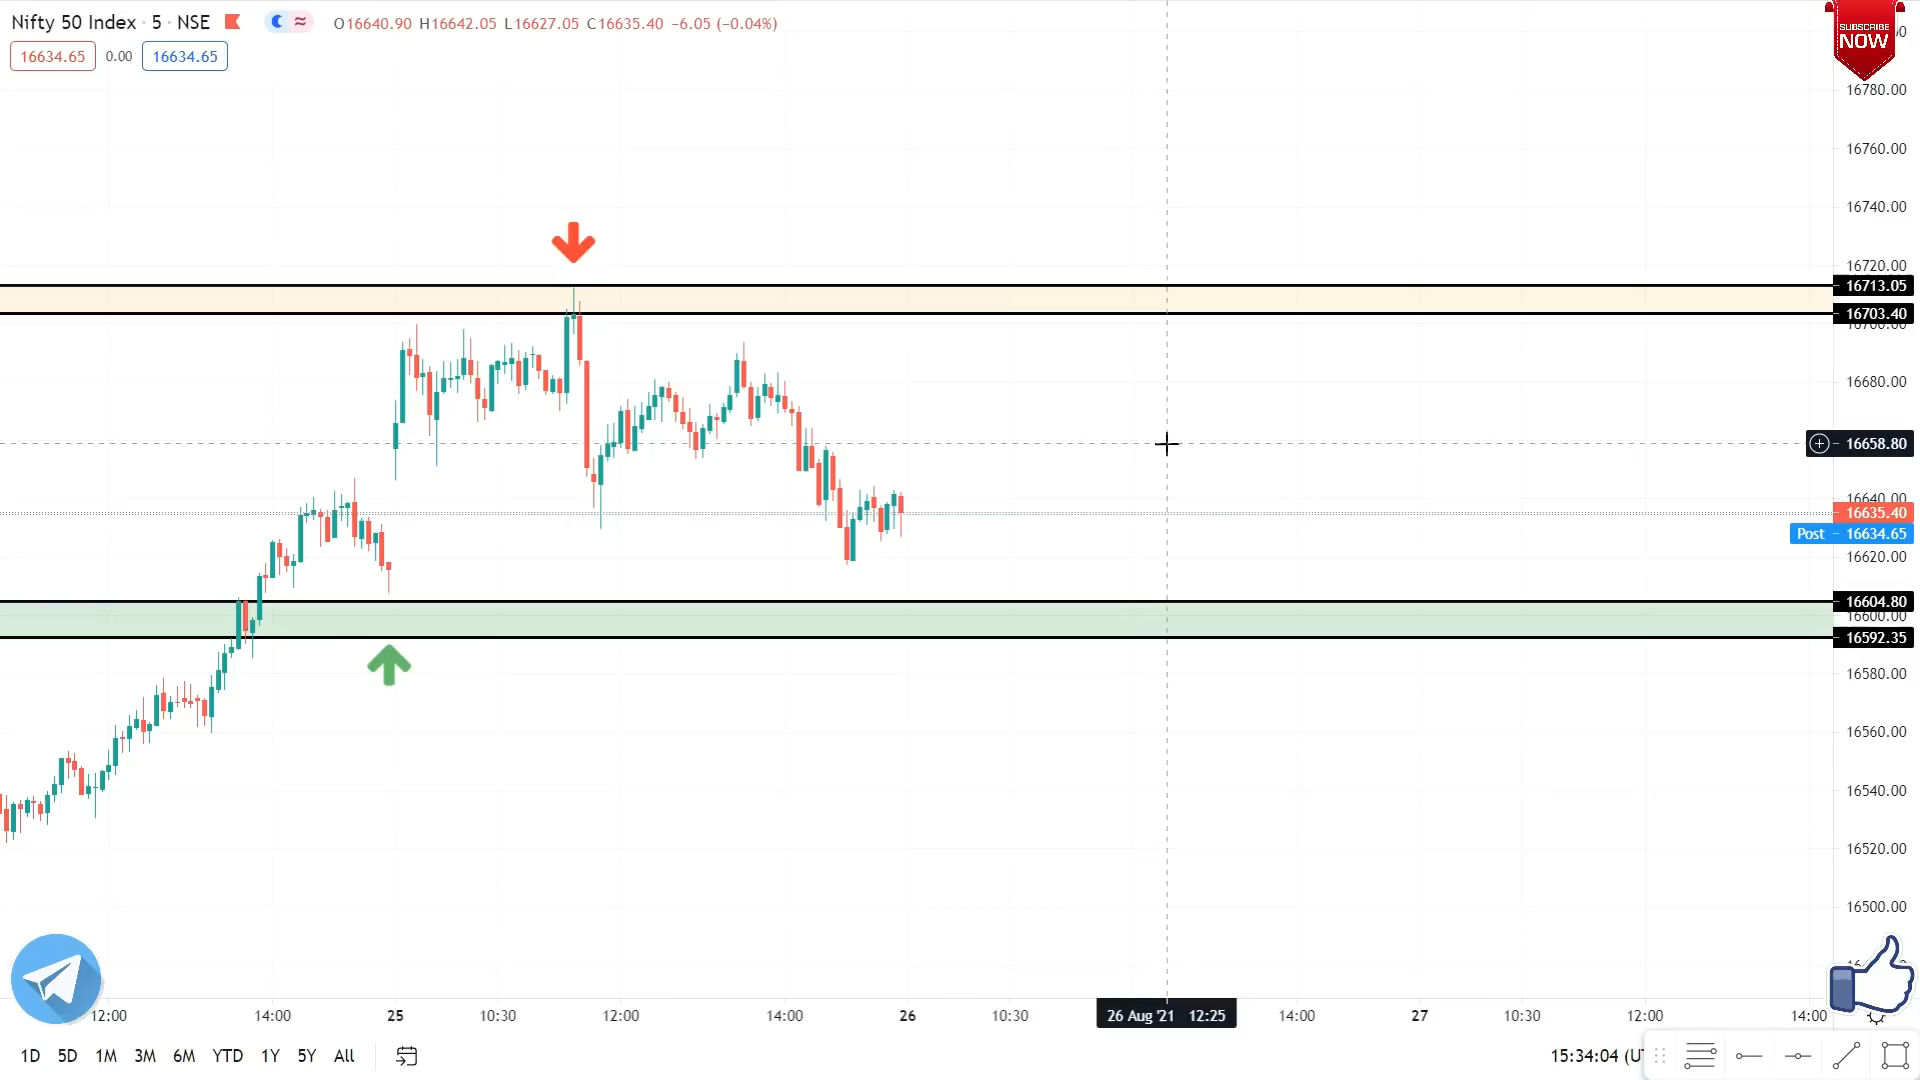 Nifty 50 Index · 5 · NSE
O16640.90 H16642.05 L16627.05 C16635.40 −6.05 (−0.04%)
16634.65 0.00 16634.65
SUBSCRIBE
NOW
16780.00
16760.00
16740.00
16720.00
16713.05
16703.40
16700.00
16680.00
16658.80
16640.00
16635.40
Post 16634.65
16620.00
16604.80
16600.00
16592.35
16580.00
16560.00
16540.00
16520.00
16500.00
12:00 14:00 25 10:30 12:00 14:00 26 10:30 26 Aug '21 12:25 14:00 27 10:30 12:00 14:00
1D 5D 1M 3M 6M YTD 1Y 5Y All
15:34:04